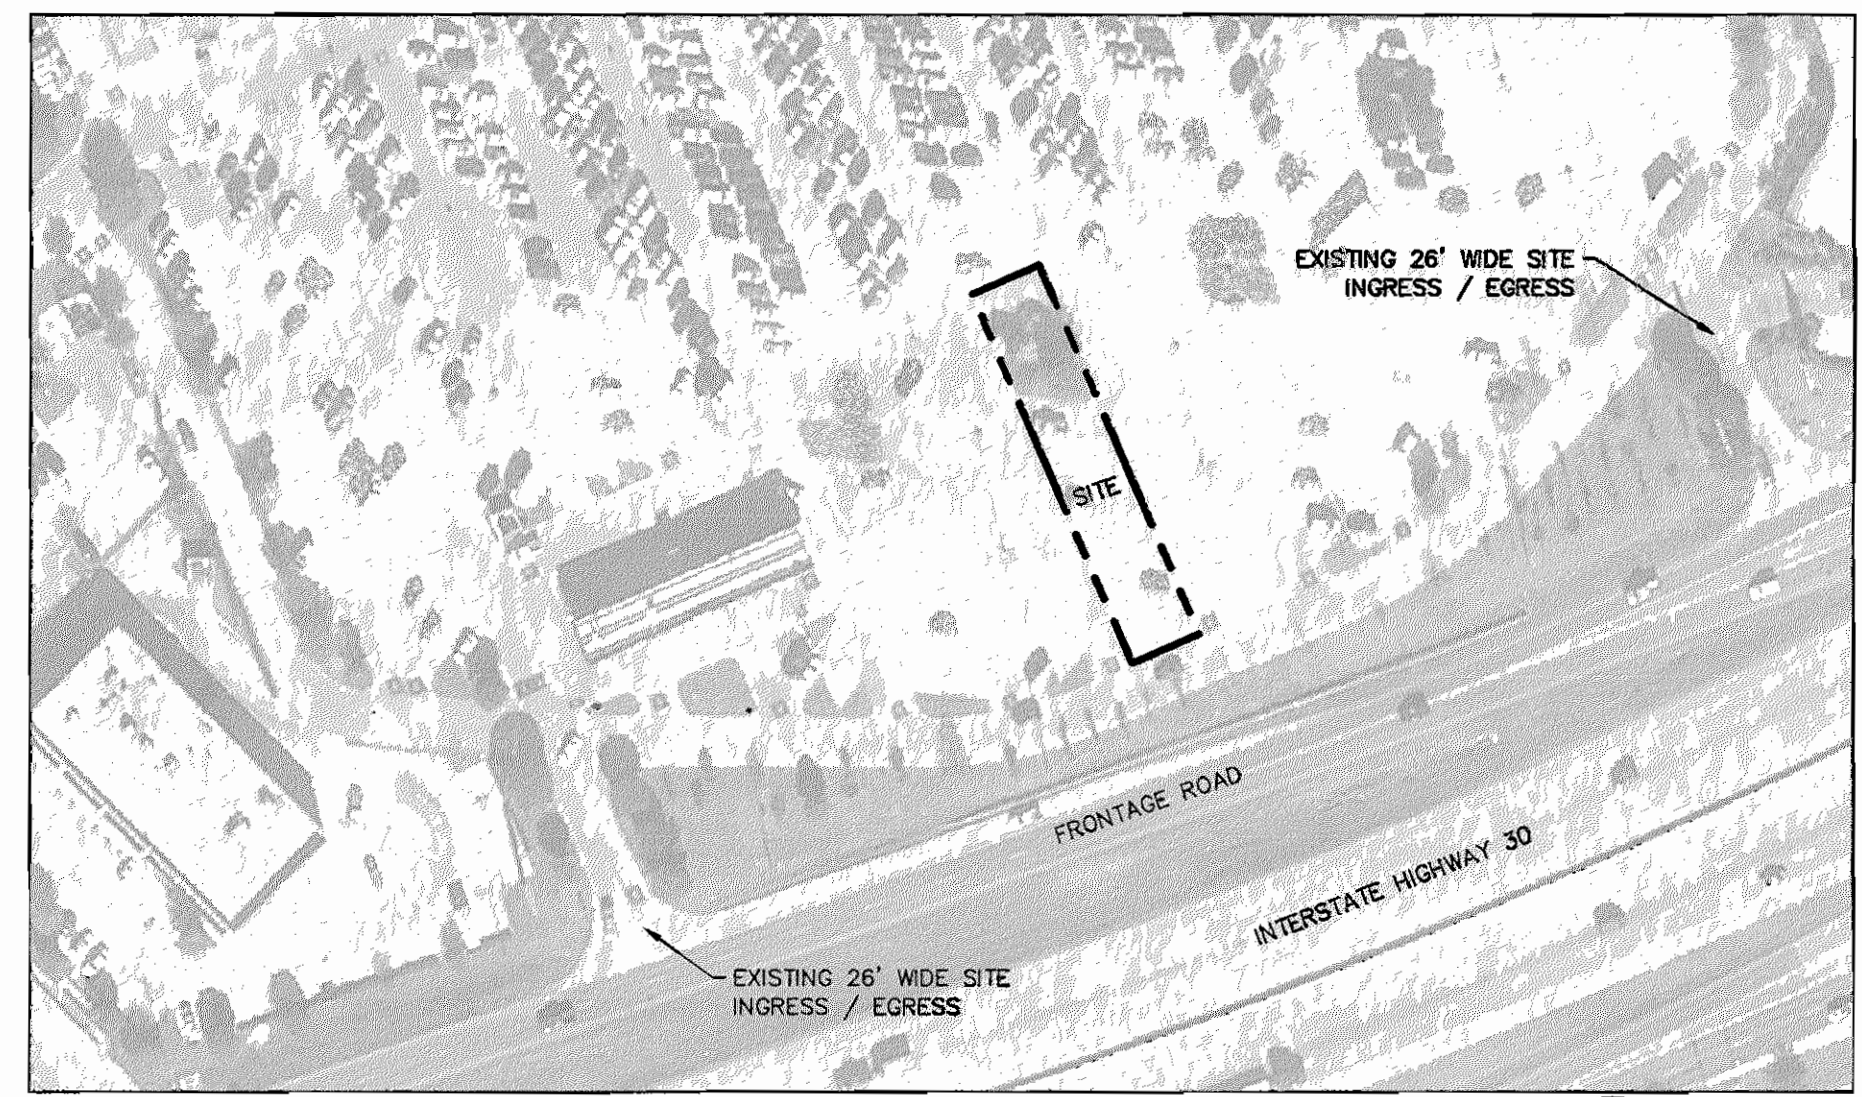 EXISTING 26' WIDE SITE
INGRESS / EGRESS
SITE
FRONTAGE ROAD
INTERSTATE HIGHWAY 30
EXISTING 26' WIDE SITE
INGRESS / EGRESS